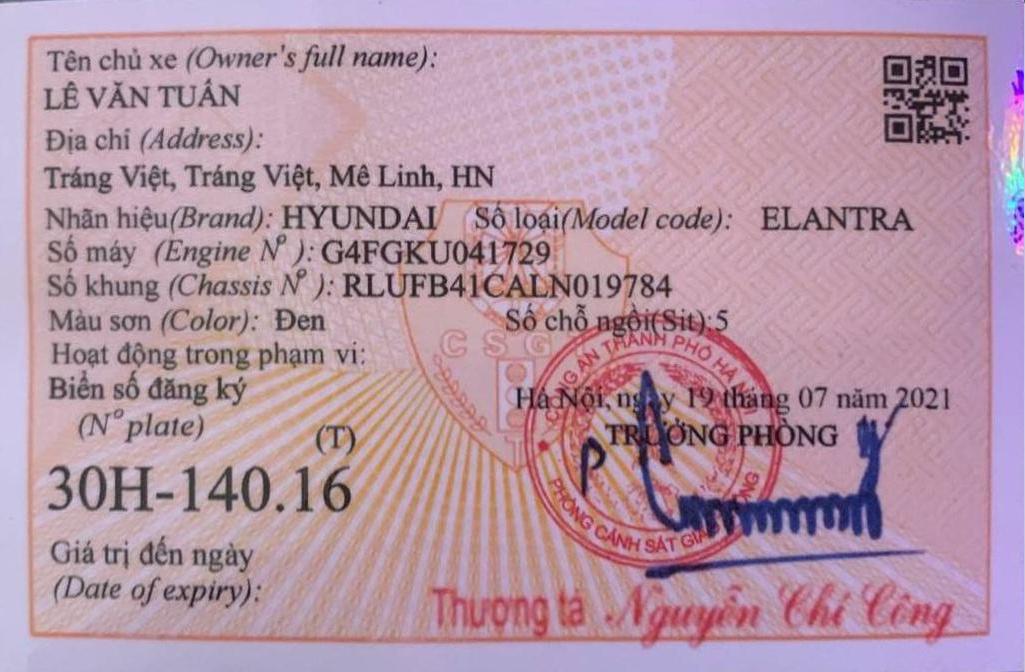 Tên chủ xe (Owner's full name):
LÊ VĂN TUẤN
Địa chỉ (Address):
Tráng Việt, Tráng Việt, Mê Linh, HN
Nhãn hiệu(Brand): HYUNDAI Số loại(Model code): ELANTRA
Số máy (Engine Nº): G4FGKU041729
Số khung (Chassis Nº): RLUFB41CALN019784
Màu sơn (Color): Đen Số chỗ ngồi(Sit):5
Hoạt động trong phạm vi:
CSG
T
Biển số đăng ký
(Nº plate)
(T)
30H-140.16
Giá trị đến ngày
(Date of expiry):
Hà Nội, ngày 19 tháng 07 năm 2021
TRƯỞNG PHÒNG
CÔNG AN THÀNH PHỐ HÀ NỘI
PHÒNG CẢNH SÁT GIAO THÔNG
Thượng tá Nguyễn Chí Công